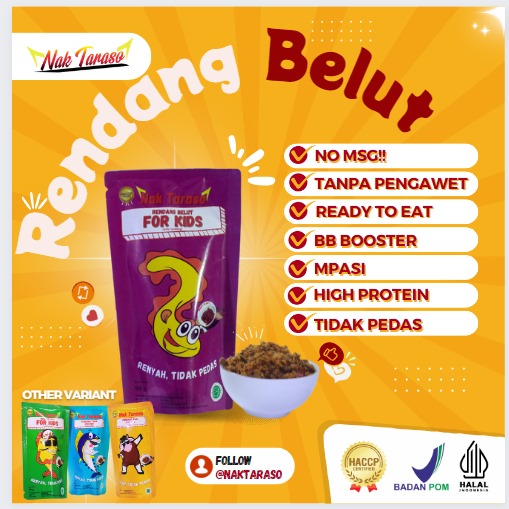 Nak Taraso
Rendang Belut
Nak Taraso
RENDANG BELUT
FOR KIDS
RENYAH, TIDAK PEDAS
NO MSG!!
TANPA PENGAWET
READY TO EAT
BB BOOSTER
MPASI
HIGH PROTEIN
TIDAK PEDAS
OTHER VARIANT
FOR KIDS
Nak Taraso
Nak Taraso
FOLLOW
@NAKTARASO
HACCP
CERTIFIED
BADAN POM
HALAL
INDONESIA